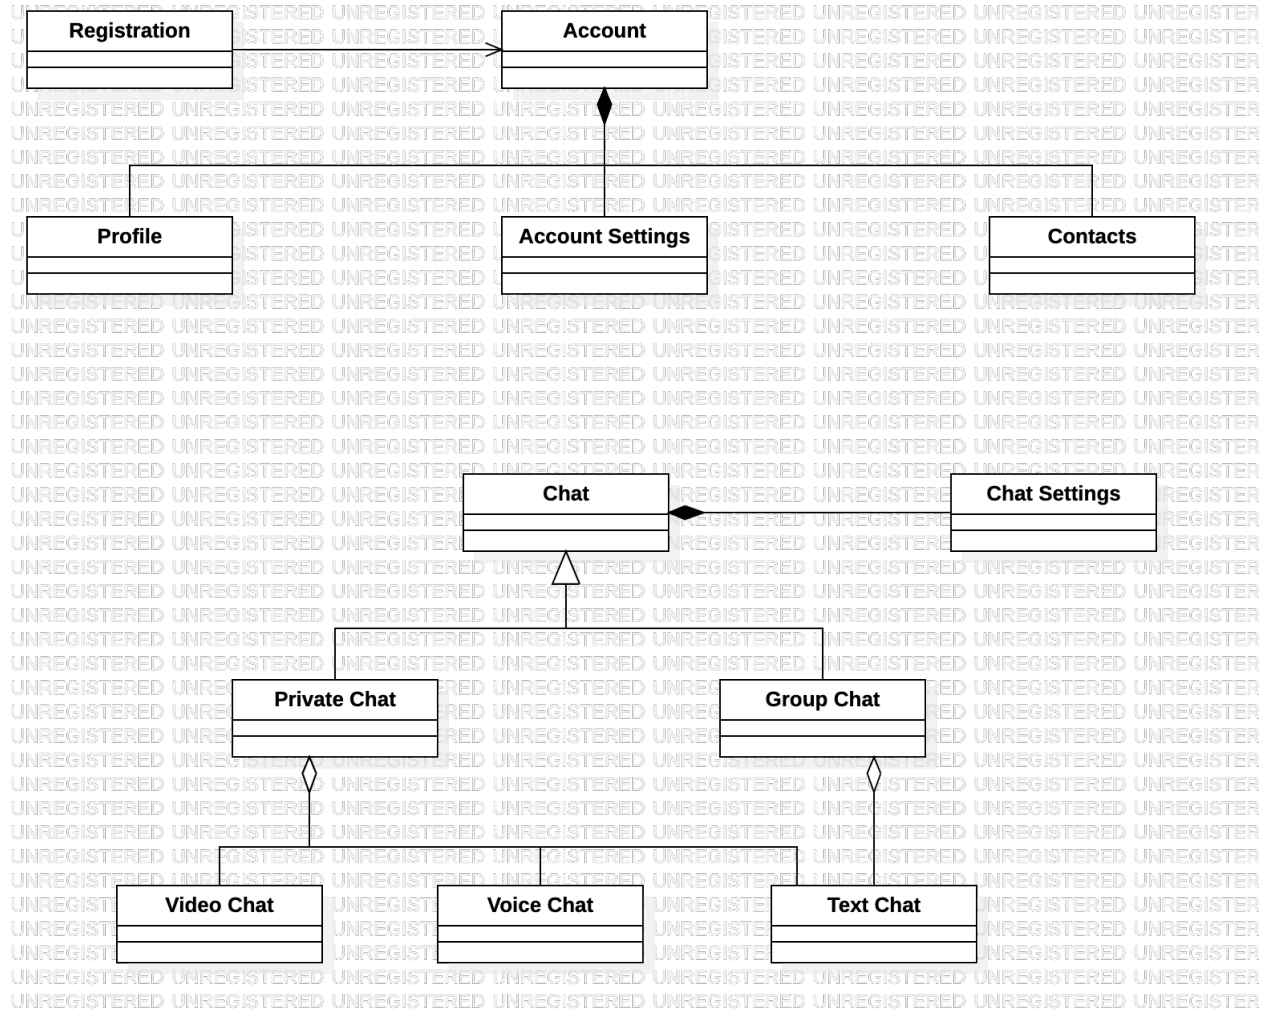 Registration
Account
Profile
Account Settings
Contacts
Chat
Chat Settings
Private Chat
Group Chat
Video Chat
Voice Chat
Text Chat
UNREGISTERED